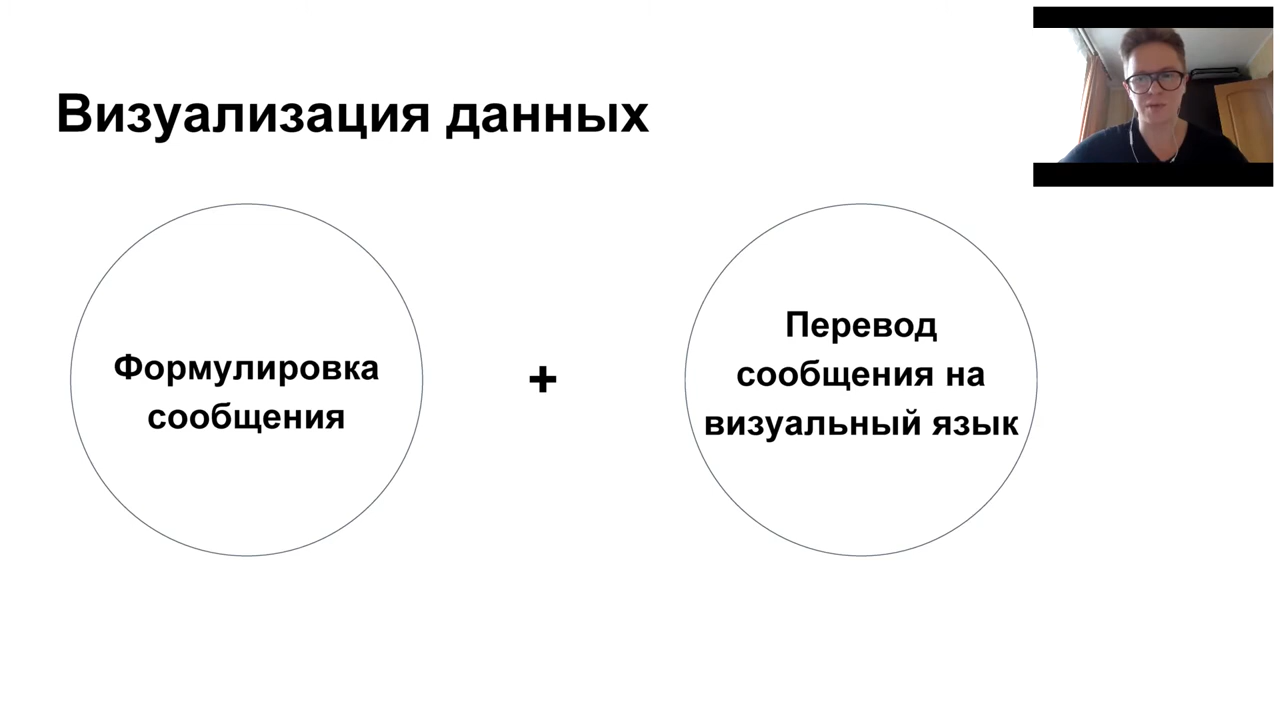 Визуализация данных
Формулировка
сообщения
+
Перевод
сообщения на
визуальный язык